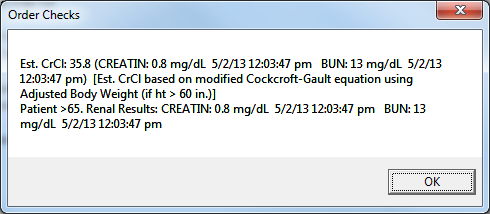 Order Checks
Est. CrCl: 35.8 (CREATIN: 0.8 mg/dL  5/2/13 12:03:47 pm   BUN: 13 mg/dL  5/2/13
12:03:47 pm)  [Est. CrCl based on modified Cockcroft-Gault equation using
Adjusted Body Weight (if ht > 60 in.)]
Patient >65. Renal Results: CREATIN: 0.8 mg/dL  5/2/13 12:03:47 pm   BUN: 13
mg/dL  5/2/13 12:03:47 pm
OK